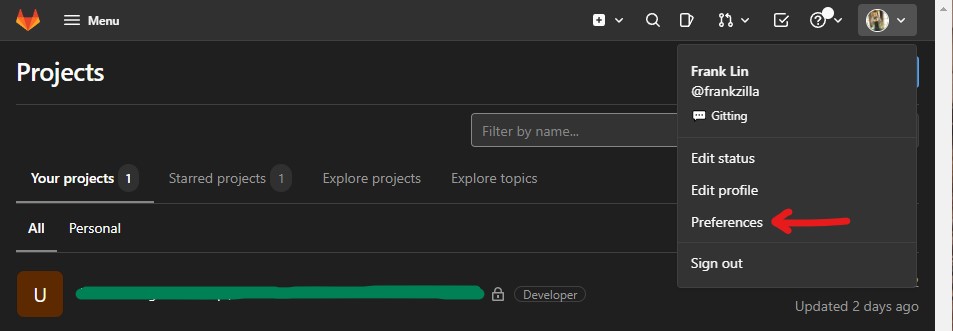 Menu
Projects
Frank Lin
@frankzilla
Gitting
Filter by name...
Edit status
Edit profile
Preferences
Sign out
Your projects 1
Starred projects 1
Explore projects
Explore topics
All
Personal
U
Developer
Updated 2 days ago